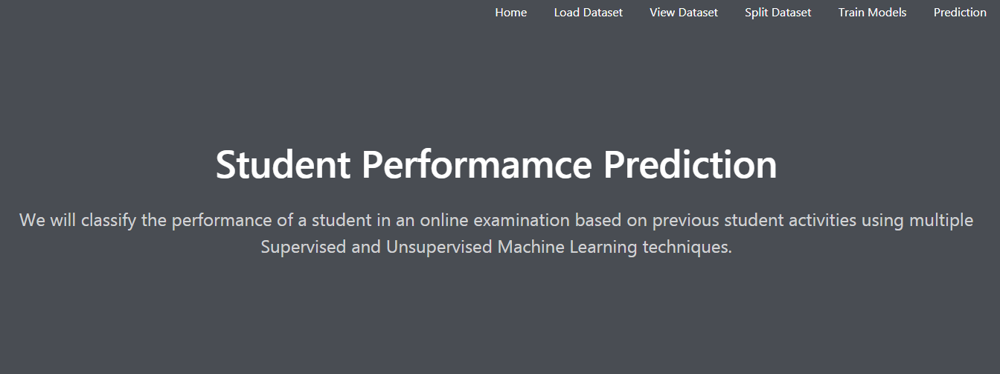 Home Load Dataset View Dataset Split Dataset Train Models Prediction
Student Performamce Prediction
We will classify the performance of a student in an online examination based on previous student activities using multiple
Supervised and Unsupervised Machine Learning techniques.